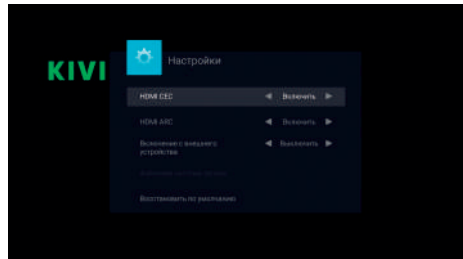 KIVI
Настройки
HDMI CEC Включить
HDMI ARC Включить
Включение с внешнего Выключить
устройства
Восстановить по умолчанию